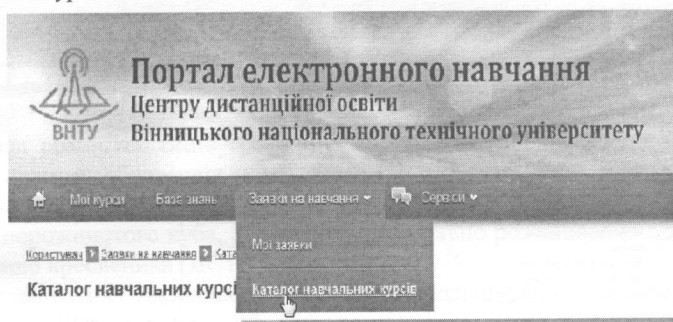 Портал електронного навчання
Центру дистанційної освіти
Вінницького національного технічного університету
ВНТУ
Мої курси База знань Заявки на навчання Сервіси
Мої заявки
Користувач Заявки на навчання Ката
Каталог навчальних курсі
Каталог навчальних курсів